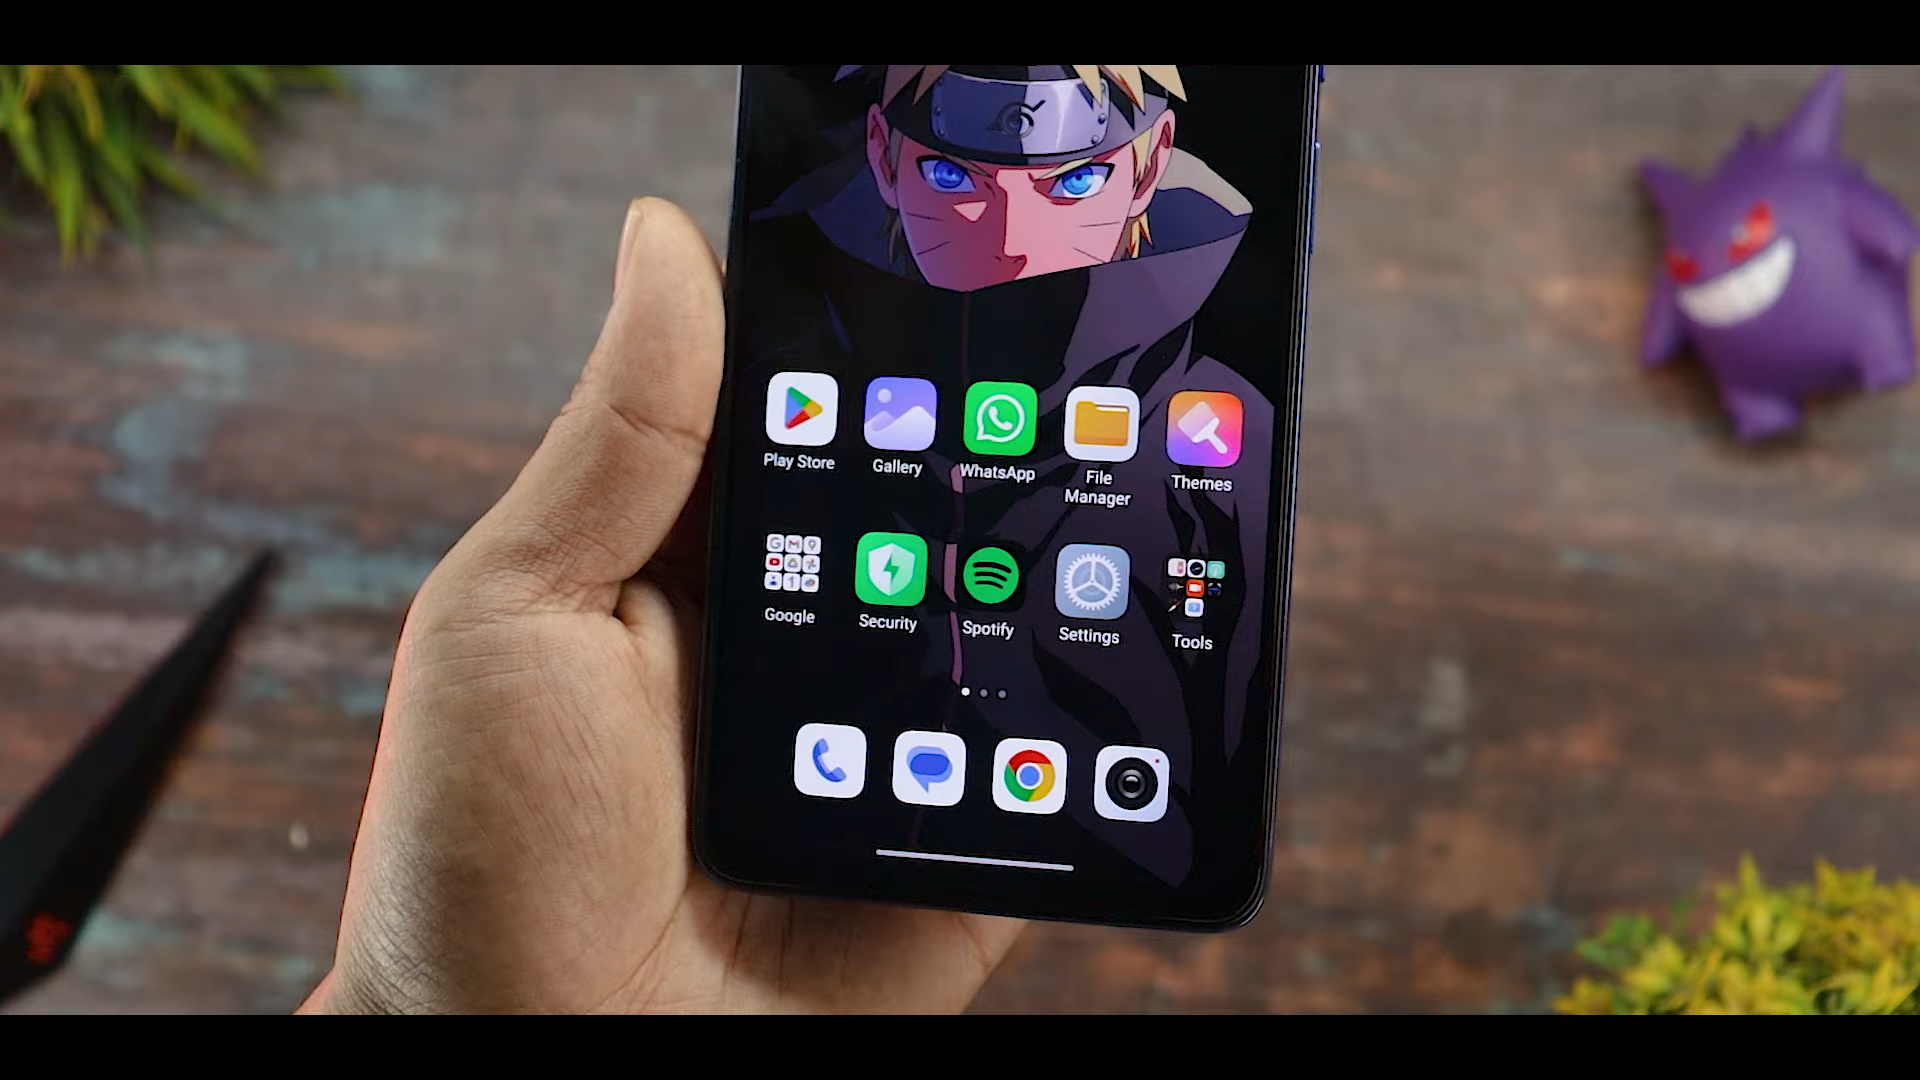 Play Store
Gallery
WhatsApp
File
Manager
Themes
Google
Security
Spotify
Settings
Tools